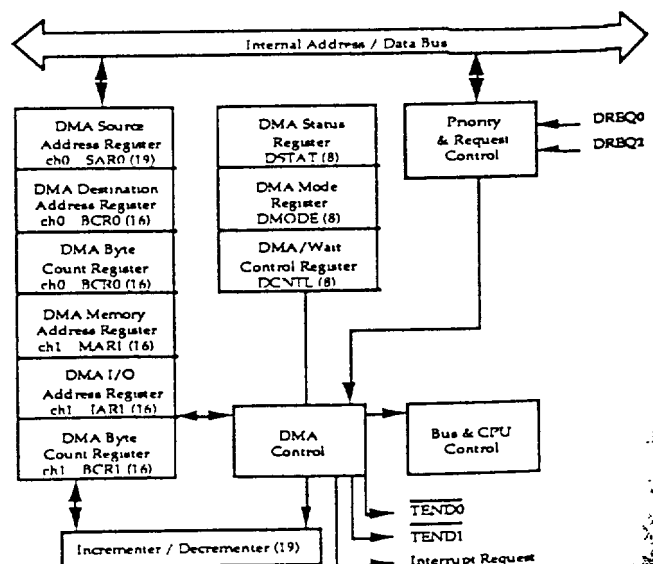 Internal Address / Data Bus
DMA Source
Address Register
ch0 SAR0 (19)
DMA Destination
Address Register
ch0 BCR0 (16)
DMA Byte
Count Register
ch0 BCR0 (16)
DMA Memory
Address Register
ch1 MAR1 (16)
DMA I/O
Address Register
ch1 IAR1 (16)
DMA Byte
Count Register
ch1 BCR1 (16)
DMA Status
Register
DSTAT (8)
DMA Mode
Register
DMODE (8)
DMA/Wait
Control Register
DCNTL (8)
Priority
& Request
Control
DREQ0
DREQ1
DMA
Control
Bus & CPU
Control
TEND0
TEND1
Interrupt Request
Incrementer / Decrementer (19)